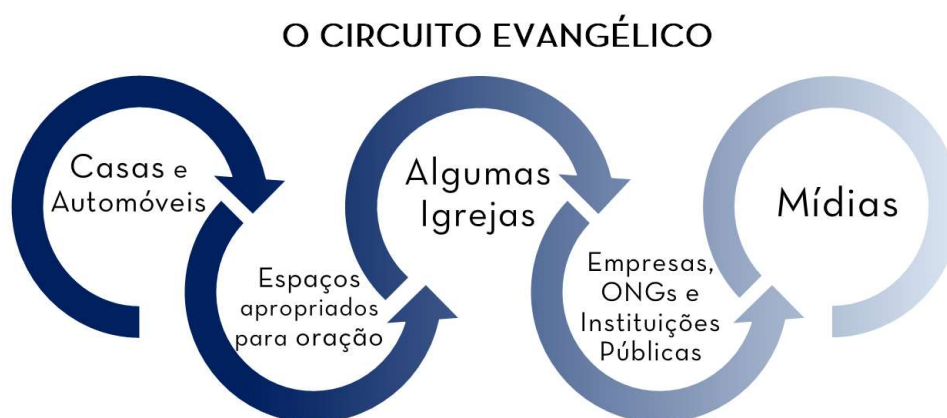 O CIRCUITO EVANGÉLICO
Casas e
Automóveis
Espaços
apropriados
para oração
Algumas
Igrejas
Empresas,
ONGs e
Instituições
Públicas
Mídias